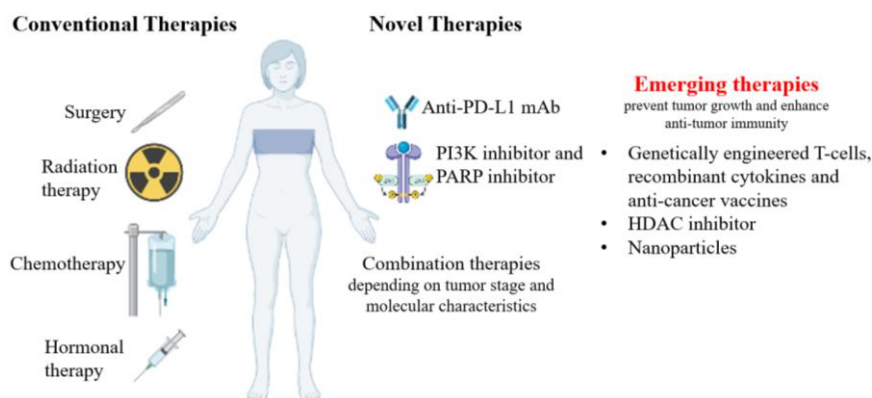 Conventional Therapies
Surgery
Radiation
therapy
Chemotherapy
Hormonal
therapy
Novel Therapies
Anti-PD-L1 mAb
PI3K inhibitor and
PARP inhibitor
Combination therapies
depending on tumor stage and
molecular characteristics
Emerging therapies
prevent tumor growth and enhance
anti-tumor immunity
• Genetically engineered T-cells,
recombinant cytokines and
anti-cancer vaccines
• HDAC inhibitor
• Nanoparticles